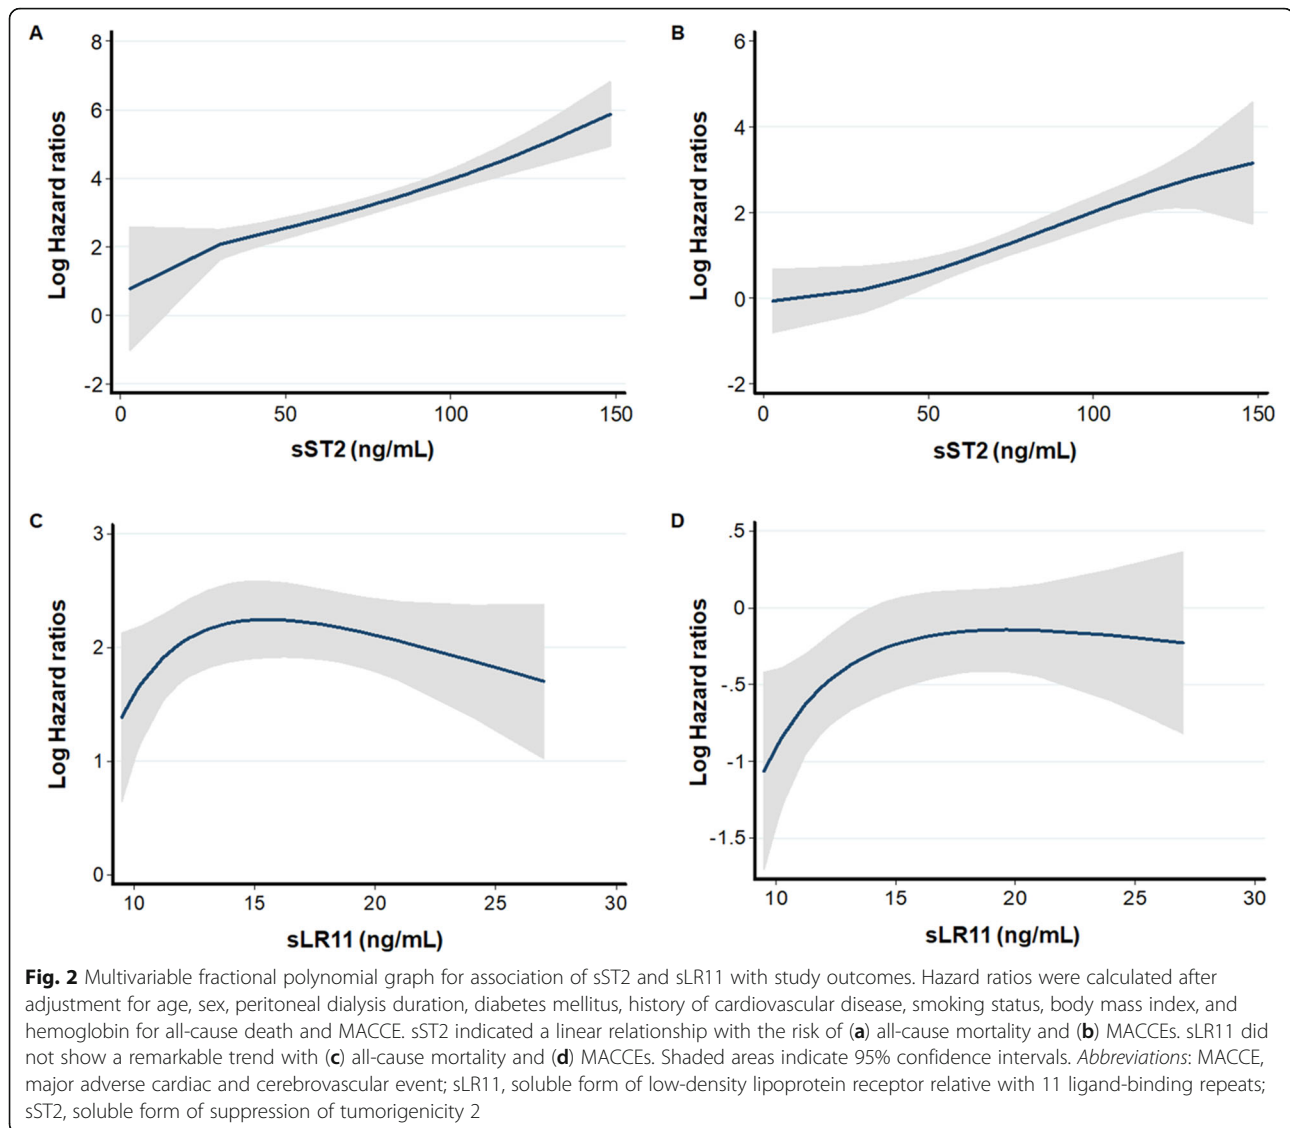 A
8
6
4
2
0
-2
Log Hazard ratios
0 50 100 150
sST2 (ng/mL)
B
6
4
2
0
-2
Log Hazard ratios
0 50 100 150
sST2 (ng/mL)
C
3
2
1
0
Log Hazard ratios
10 15 20 25 30
sLR11 (ng/mL)
D
.5
0
-.5
-1
-1.5
Log Hazard ratios
10 15 20 25 30
sLR11 (ng/mL)
Fig. 2 Multivariable fractional polynomial graph for association of sST2 and sLR11 with study outcomes. Hazard ratios were calculated after
adjustment for age, sex, peritoneal dialysis duration, diabetes mellitus, history of cardiovascular disease, smoking status, body mass index, and
hemoglobin for all-cause death and MACCE. sST2 indicated a linear relationship with the risk of (a) all-cause mortality and (b) MACCEs. sLR11 did
not show a remarkable trend with (c) all-cause mortality and (d) MACCEs. Shaded areas indicate 95% confidence intervals. Abbreviations: MACCE,
major adverse cardiac and cerebrovascular event; sLR11, soluble form of low-density lipoprotein receptor relative with 11 ligand-binding repeats;
sST2, soluble form of suppression of tumorigenicity 2